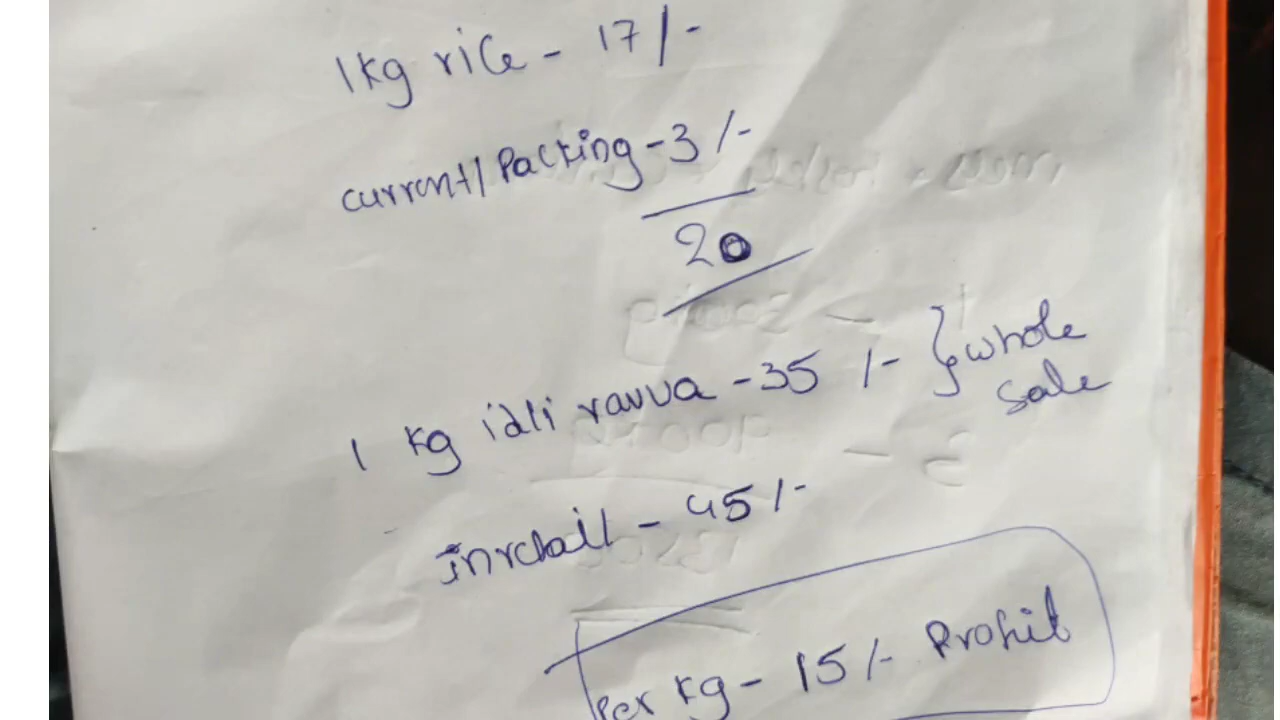 1kg rice - 17/-
current/Packing - 3/-
20
1 kg idli ravva - 35 /- } whole sale
inretail - 45/-
Per kg - 15/- Profit